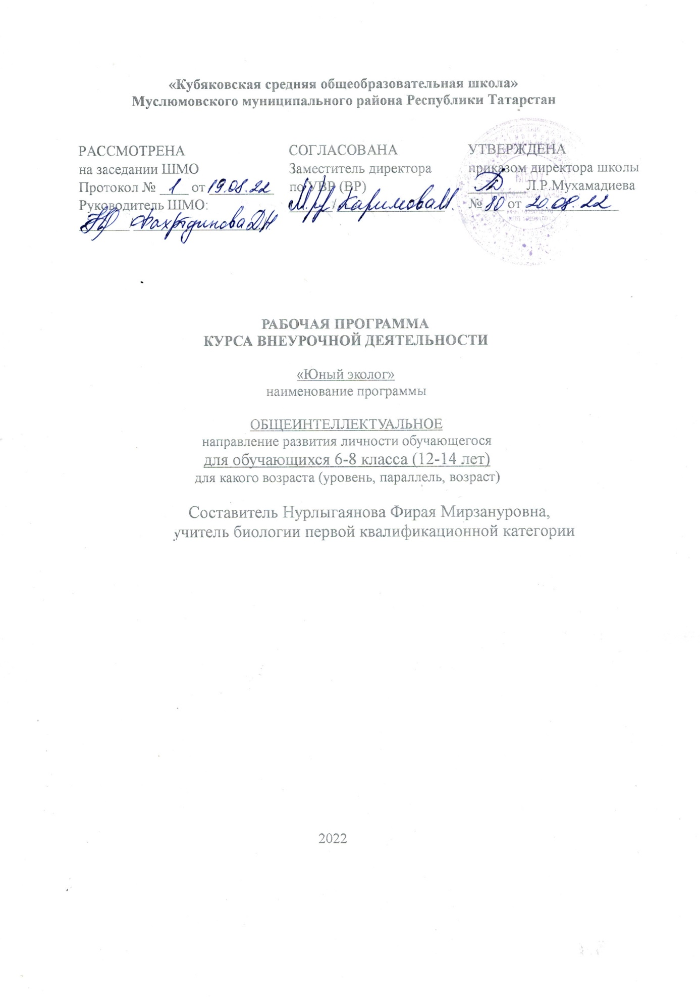 «Кубяковская средняя общеобразовательная школа»
Муслюмовского муниципального района Республики Татарстан
РАССМОТРЕНА
на заседании ШМО
Протокол № 1 от 19.08.22
Руководитель ШМО:
Фахртдинова Д.Н.
СОГЛАСОВАНА
Заместитель директора
по УВР (ВР)
/ Каримова М.
УТВЕРЖДЕНА
приказом директора школы
Л.Р.Мухамадиева
№ 80 от 20.08.22
РАБОЧАЯ ПРОГРАММА
КУРСА ВНЕУРОЧНОЙ ДЕЯТЕЛЬНОСТИ
«Юный эколог»
наименование программы
ОБЩЕИНТЕЛЛЕКТУАЛЬНОЕ
направление развития личности обучающегося
для обучающихся 6-8 класса (12-14 лет)
для какого возраста (уровень, параллель, возраст)
Составитель Нурлыгаянова Фирая Мирзануровна,
учитель биологии первой квалификационной категории
2022